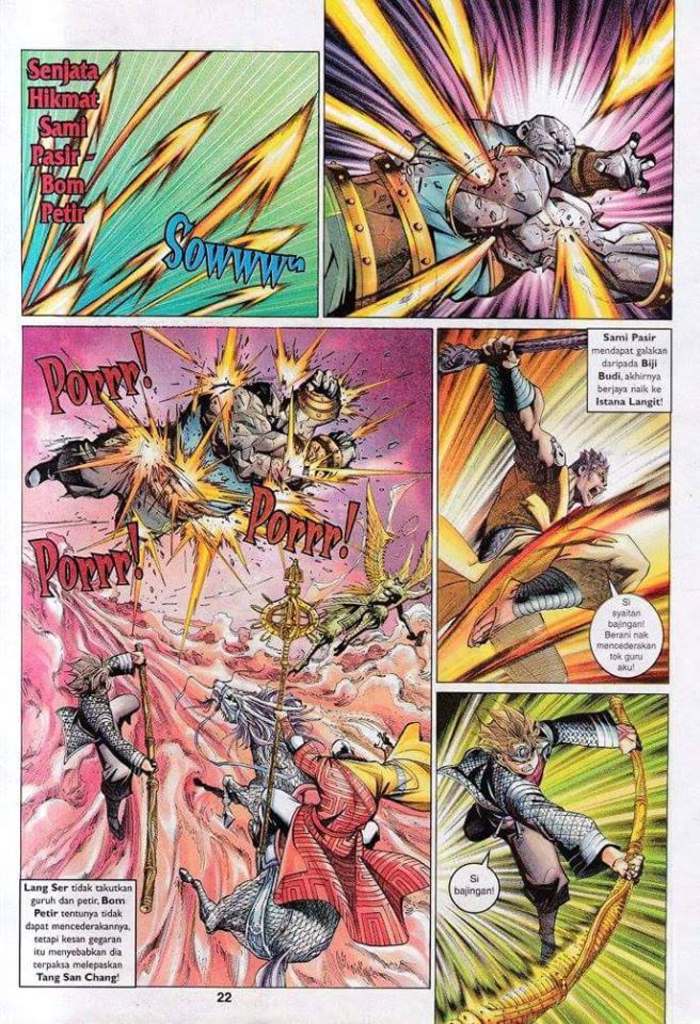 Senjata
Hikmat
Sami
Pasir -
Bom
Petir
Sowwww
Porrr!
Porrr!
Porrr!
Sami Pasir
mendapat galakan
daripada Biji
Budi, akhirnya
berjaya naik ke
Istana Langit!
Si
syaitan
bajingan!
Berani nak
mencederakan
tok guru
aku!
Si
bajingan!
Lang Ser tidak takutkan
guruh dan petir, Bom
Petir tentunya tidak
dapat mencederakannya,
tetapi kesan gegaran
itu menyebabkan dia
terpaksa melepaskan
Tang San Chang!
22